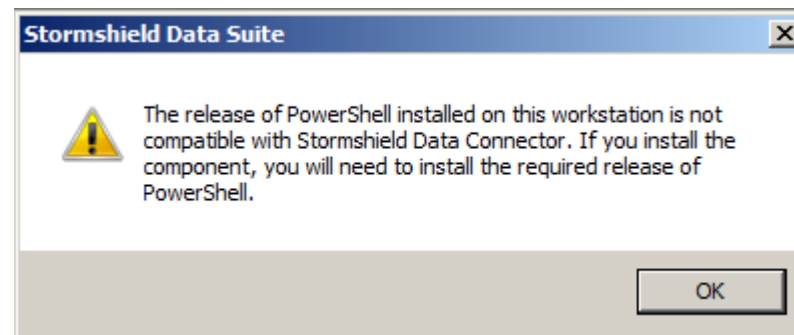 Stormshield Data Suite
The release of PowerShell installed on this workstation is not
compatible with Stormshield Data Connector. If you install the
component, you will need to install the required release of
PowerShell.
OK